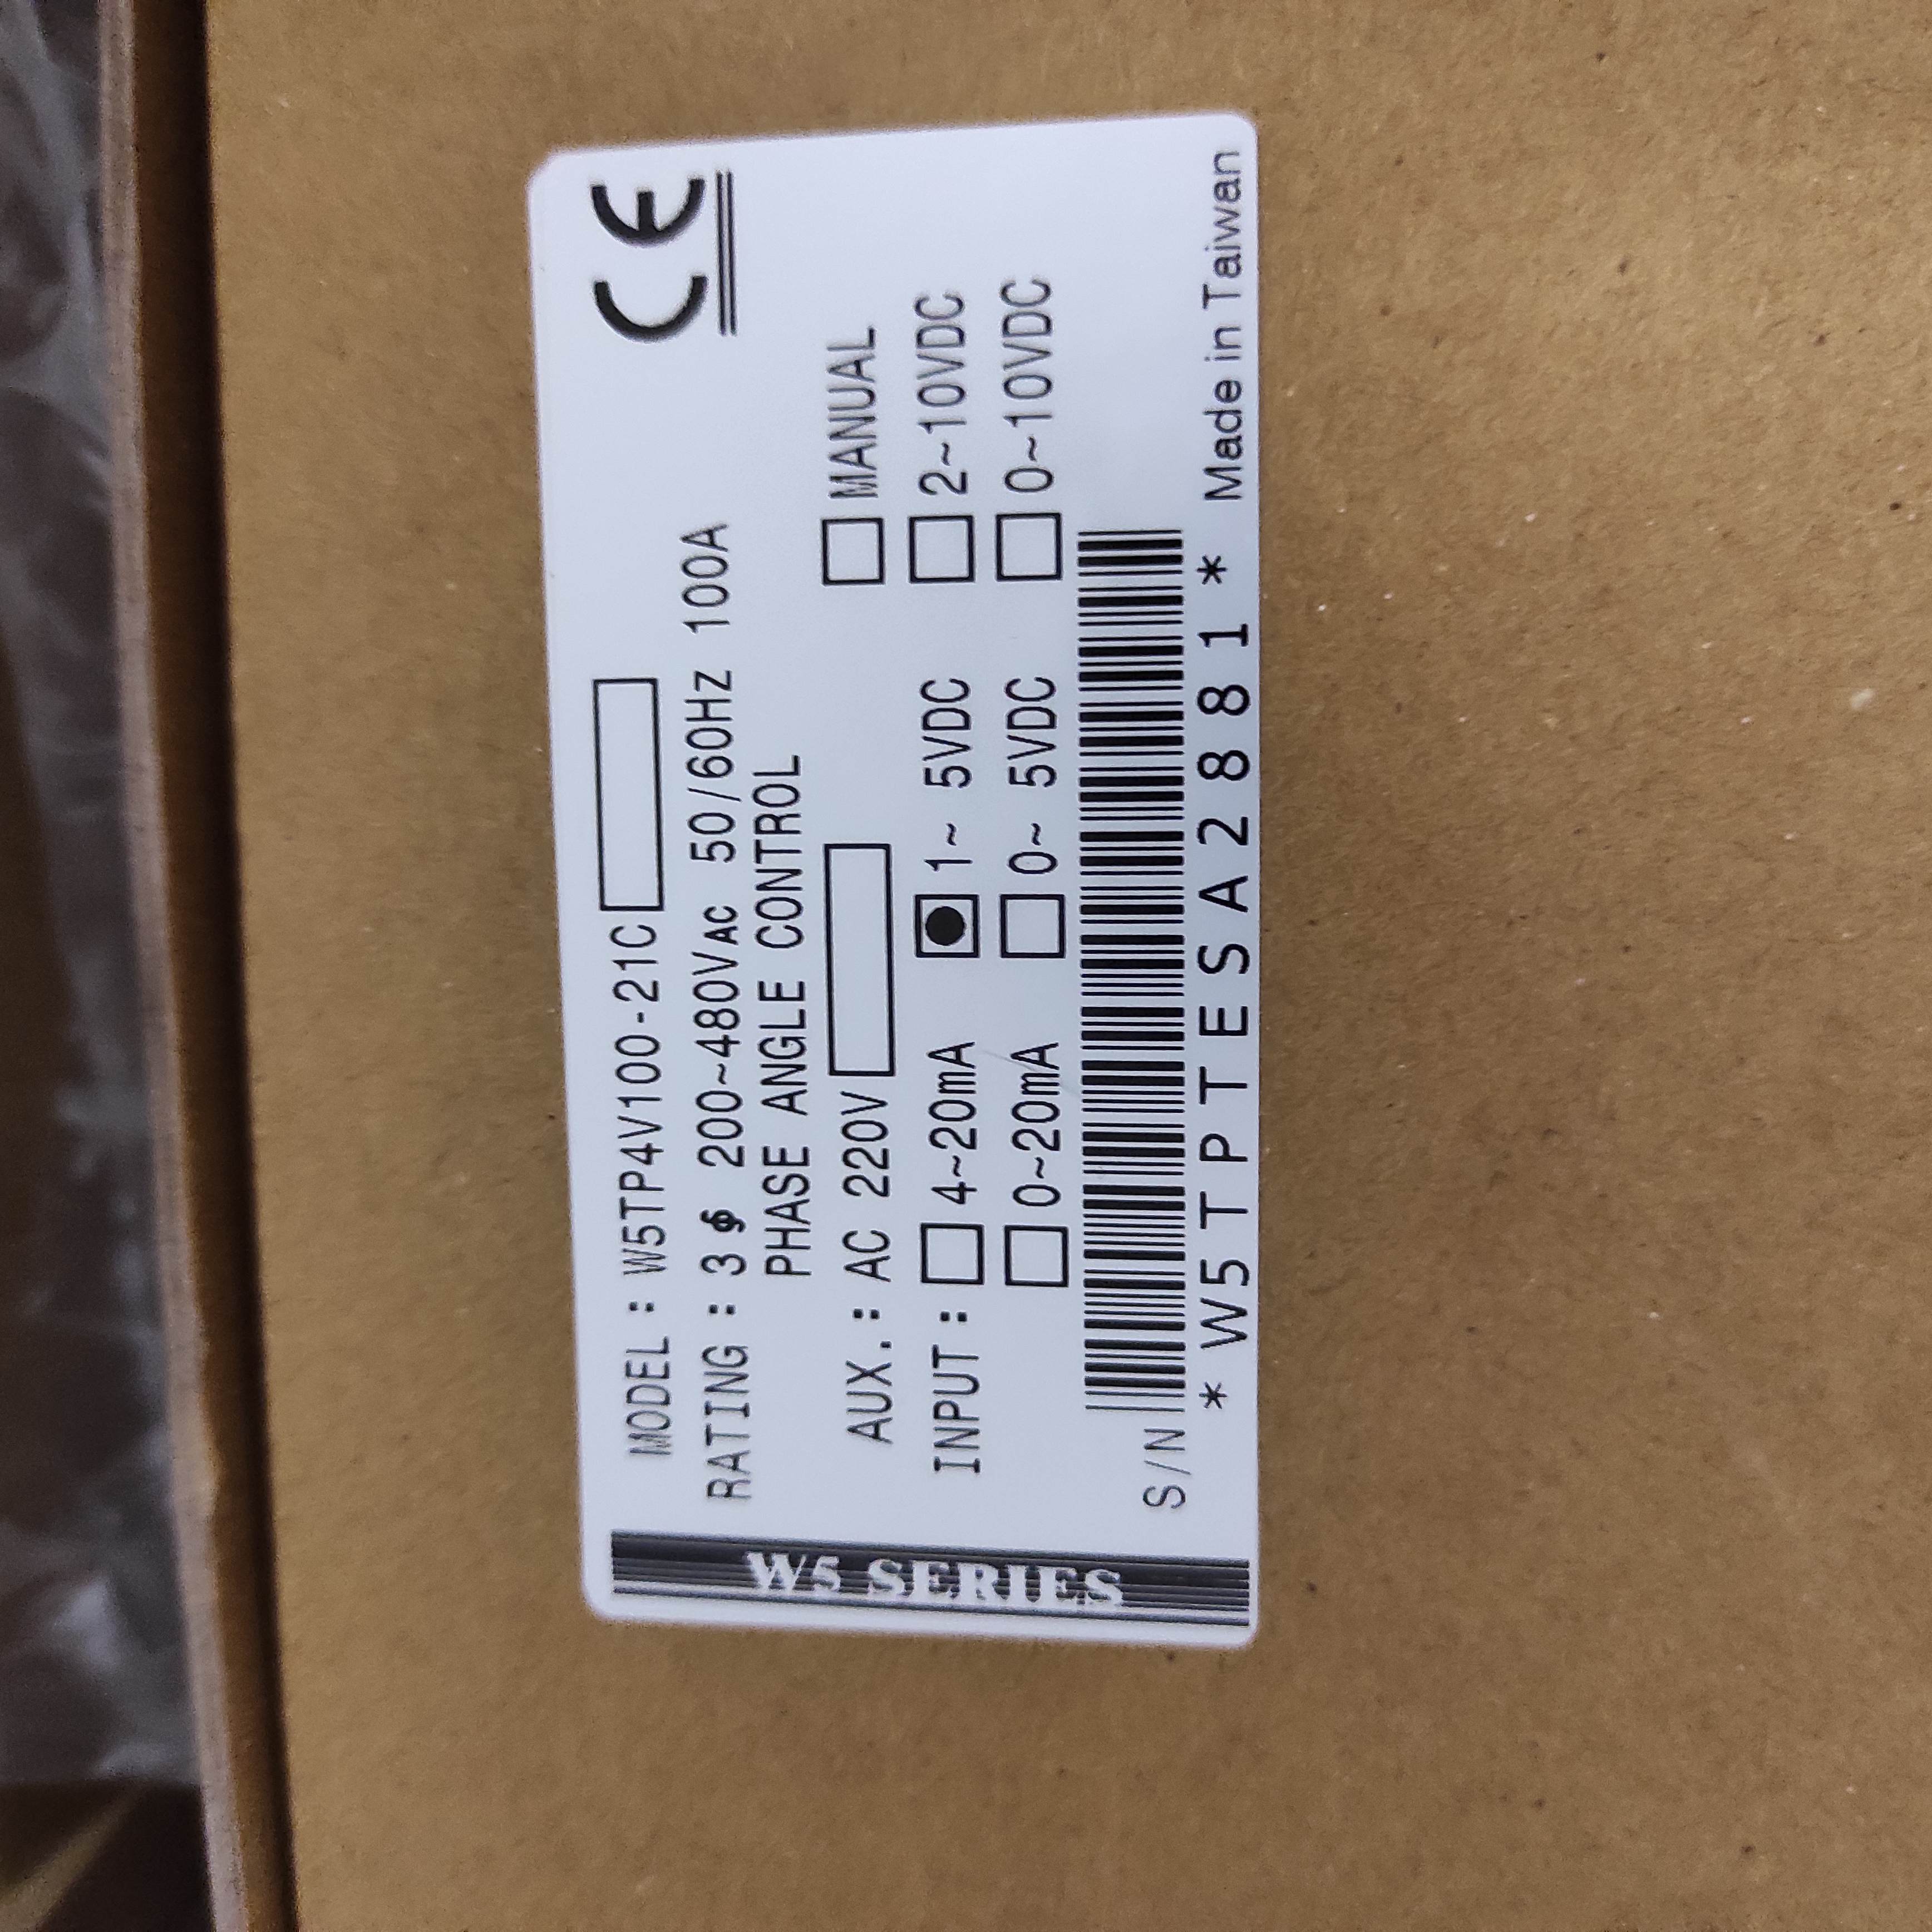 W5 SERIES
CE
MODEL : W5TP4V100-21C
RATING : 3ϕ 200~480VAC 50/60Hz 100A
PHASE ANGLE CONTROL
AUX. : AC 220V
MANUAL
INPUT : 4~20mA 1~ 5VDC 2~10VDC
0~20mA 0~ 5VDC 0~10VDC
S/N
*W5TPTESA2881* Made in Taiwan